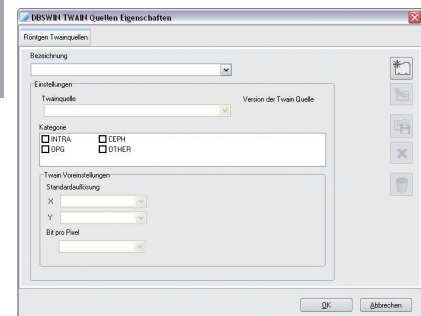 DBSWIN TWAIN Quellen Eigenschaften
Röntgen Twainquellen
Bezeichnung
Einstellungen
Twainquelle
Version der Twain Quelle
Kategorie
INTRA CEPH
OPG OTHER
Twain Voreinstellungen
Standardauflösung
X
Y
Bit pro Pixel
OK Abbrechen